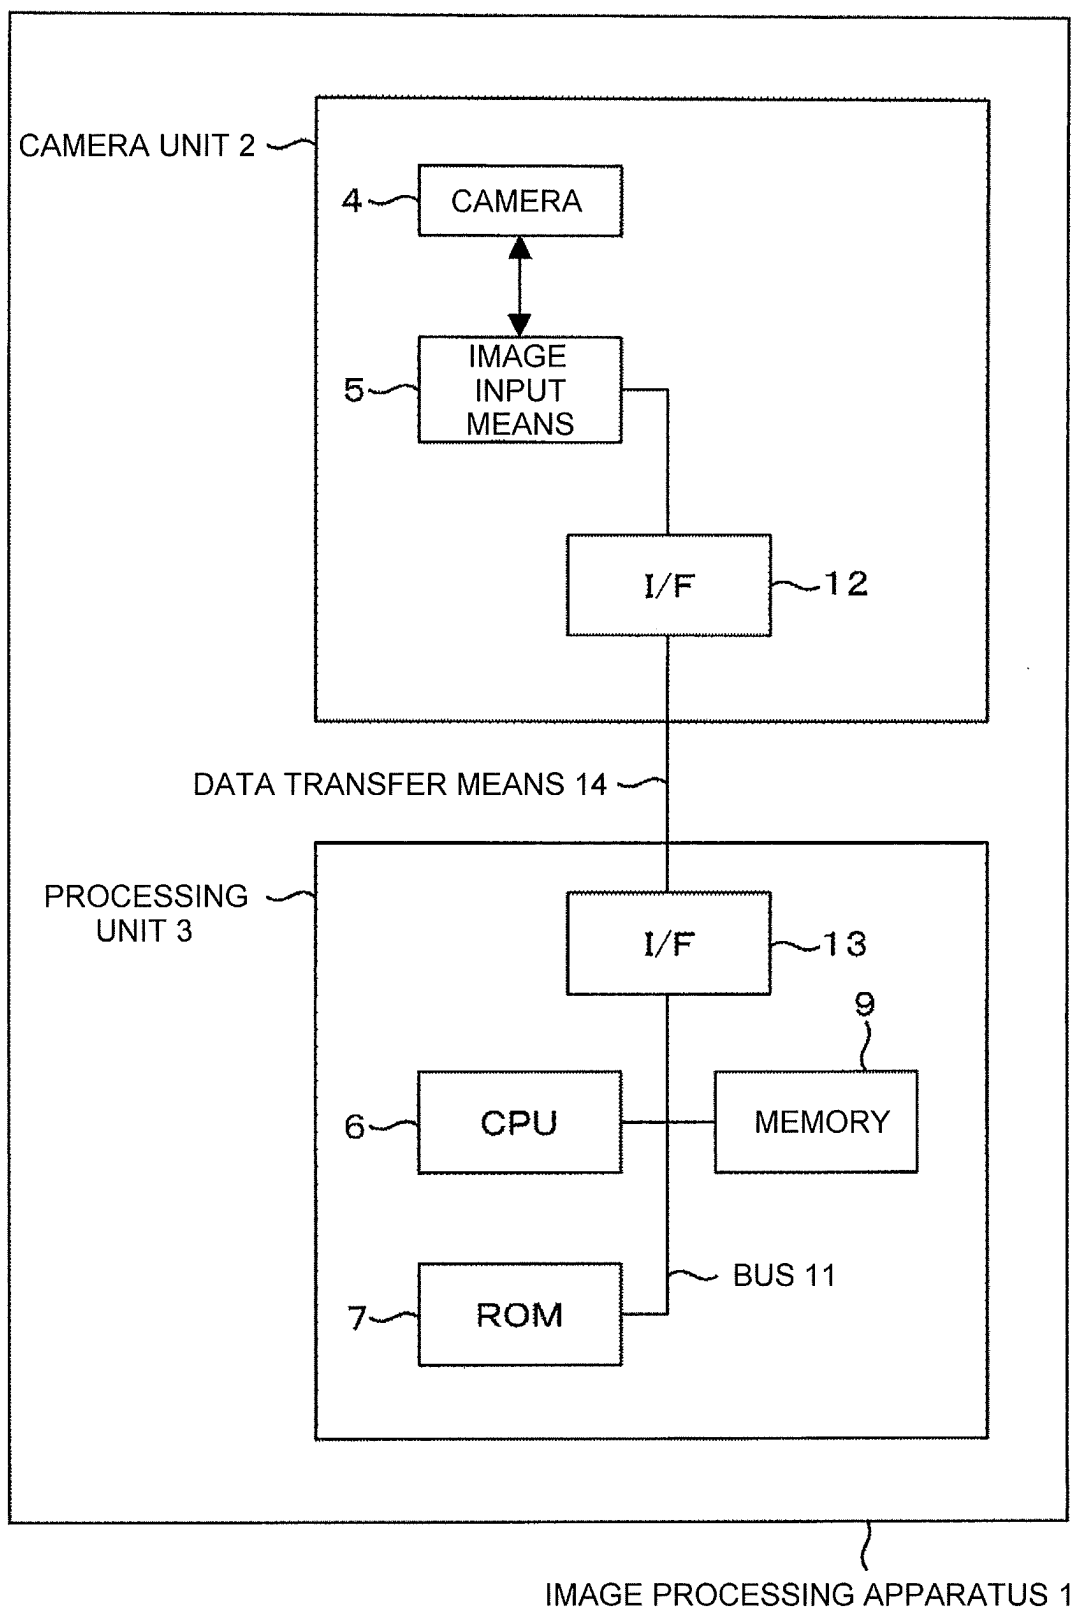 CAMERA UNIT 2
4
CAMERA
5
IMAGE
INPUT
MEANS
I/F
12
DATA TRANSFER MEANS 14
PROCESSING
UNIT 3
I/F
13
9
6
CPU
MEMORY
BUS 11
7
ROM
IMAGE PROCESSING APPARATUS 1